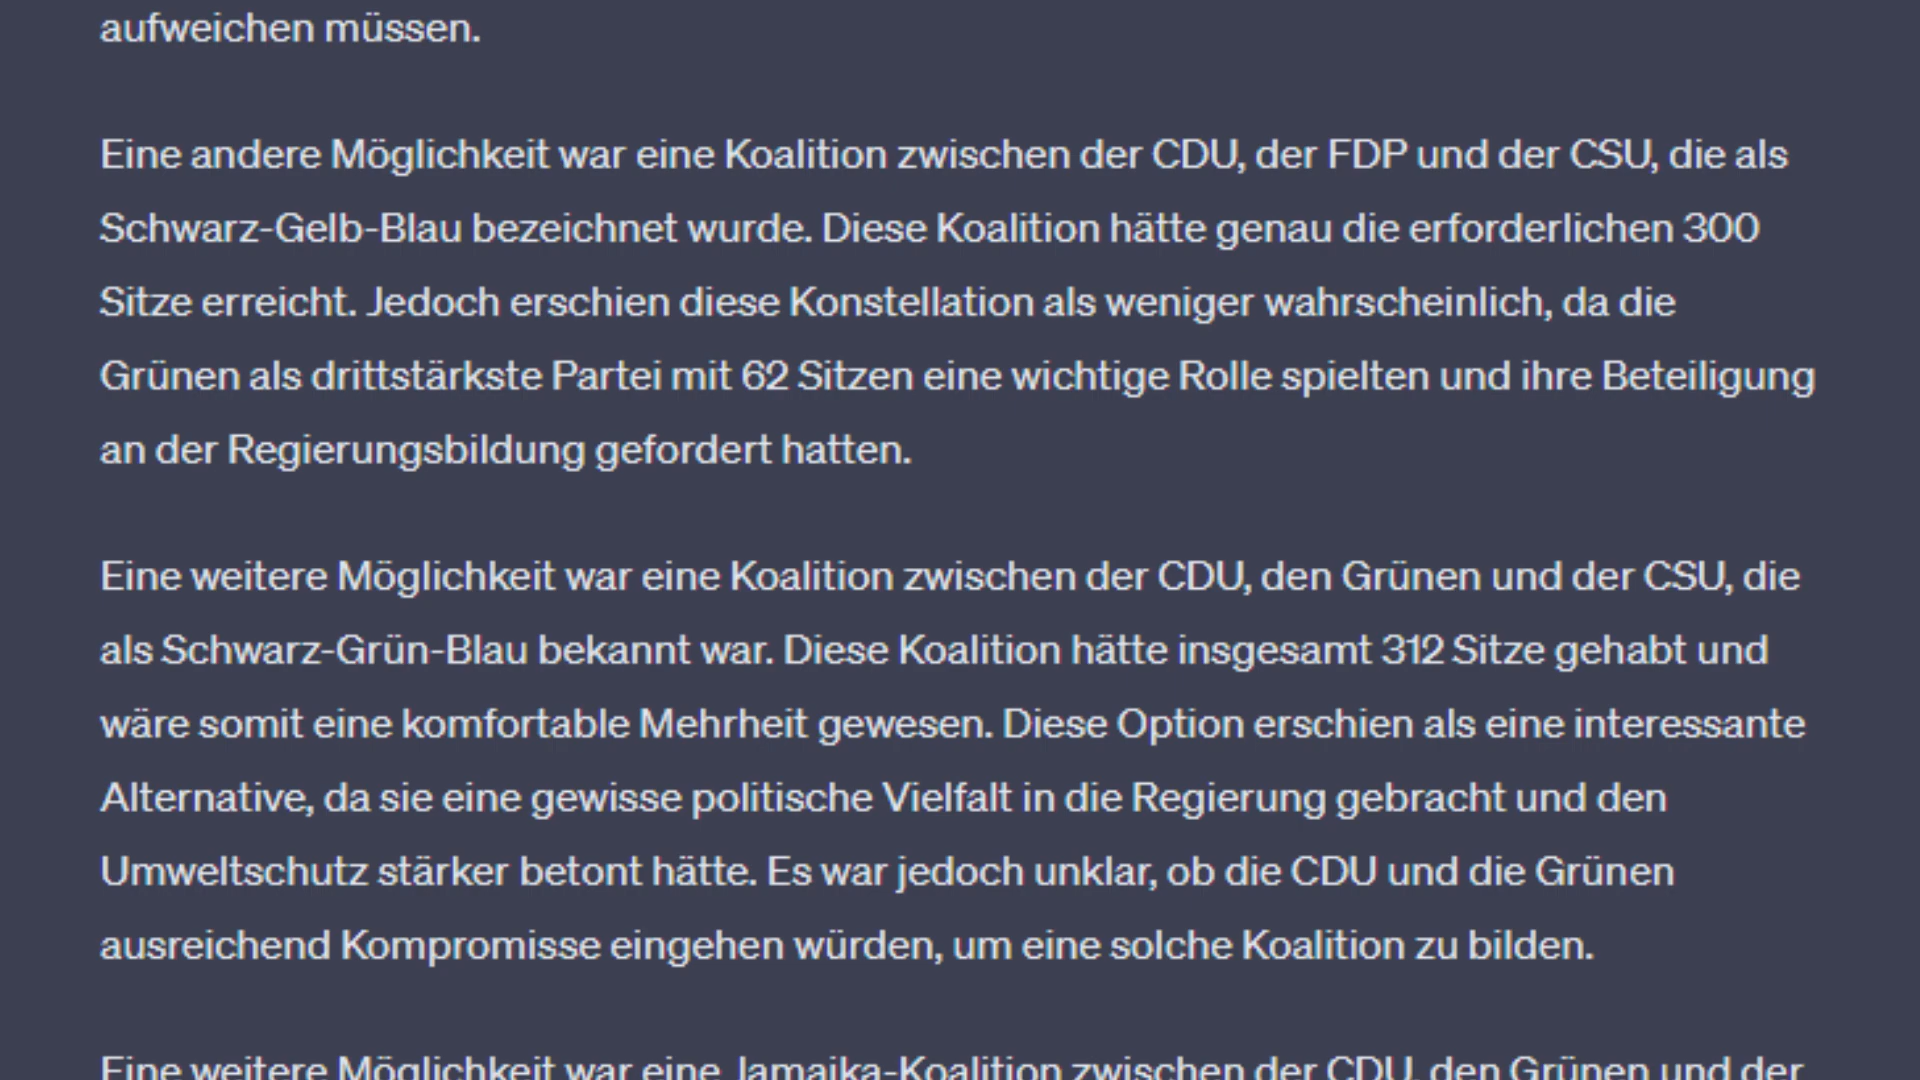 aufweichen müssen.
Eine andere Möglichkeit war eine Koalition zwischen der CDU, der FDP und der CSU, die als
Schwarz-Gelb-Blau bezeichnet wurde. Diese Koalition hätte genau die erforderlichen 300
Sitze erreicht. Jedoch erschien diese Konstellation als weniger wahrscheinlich, da die
Grünen als drittstärkste Partei mit 62 Sitzen eine wichtige Rolle spielten und ihre Beteiligung
an der Regierungsbildung gefordert hatten.
Eine weitere Möglichkeit war eine Koalition zwischen der CDU, den Grünen und der CSU, die
als Schwarz-Grün-Blau bekannt war. Diese Koalition hätte insgesamt 312 Sitze gehabt und
wäre somit eine komfortable Mehrheit gewesen. Diese Option erschien als eine interessante
Alternative, da sie eine gewisse politische Vielfalt in die Regierung gebracht und den
Umweltschutz stärker betont hätte. Es war jedoch unklar, ob die CDU und die Grünen
ausreichend Kompromisse eingehen würden, um eine solche Koalition zu bilden.
Eine weitere Möglichkeit war eine Jamaika-Koalition zwischen der CDU, den Grünen und der